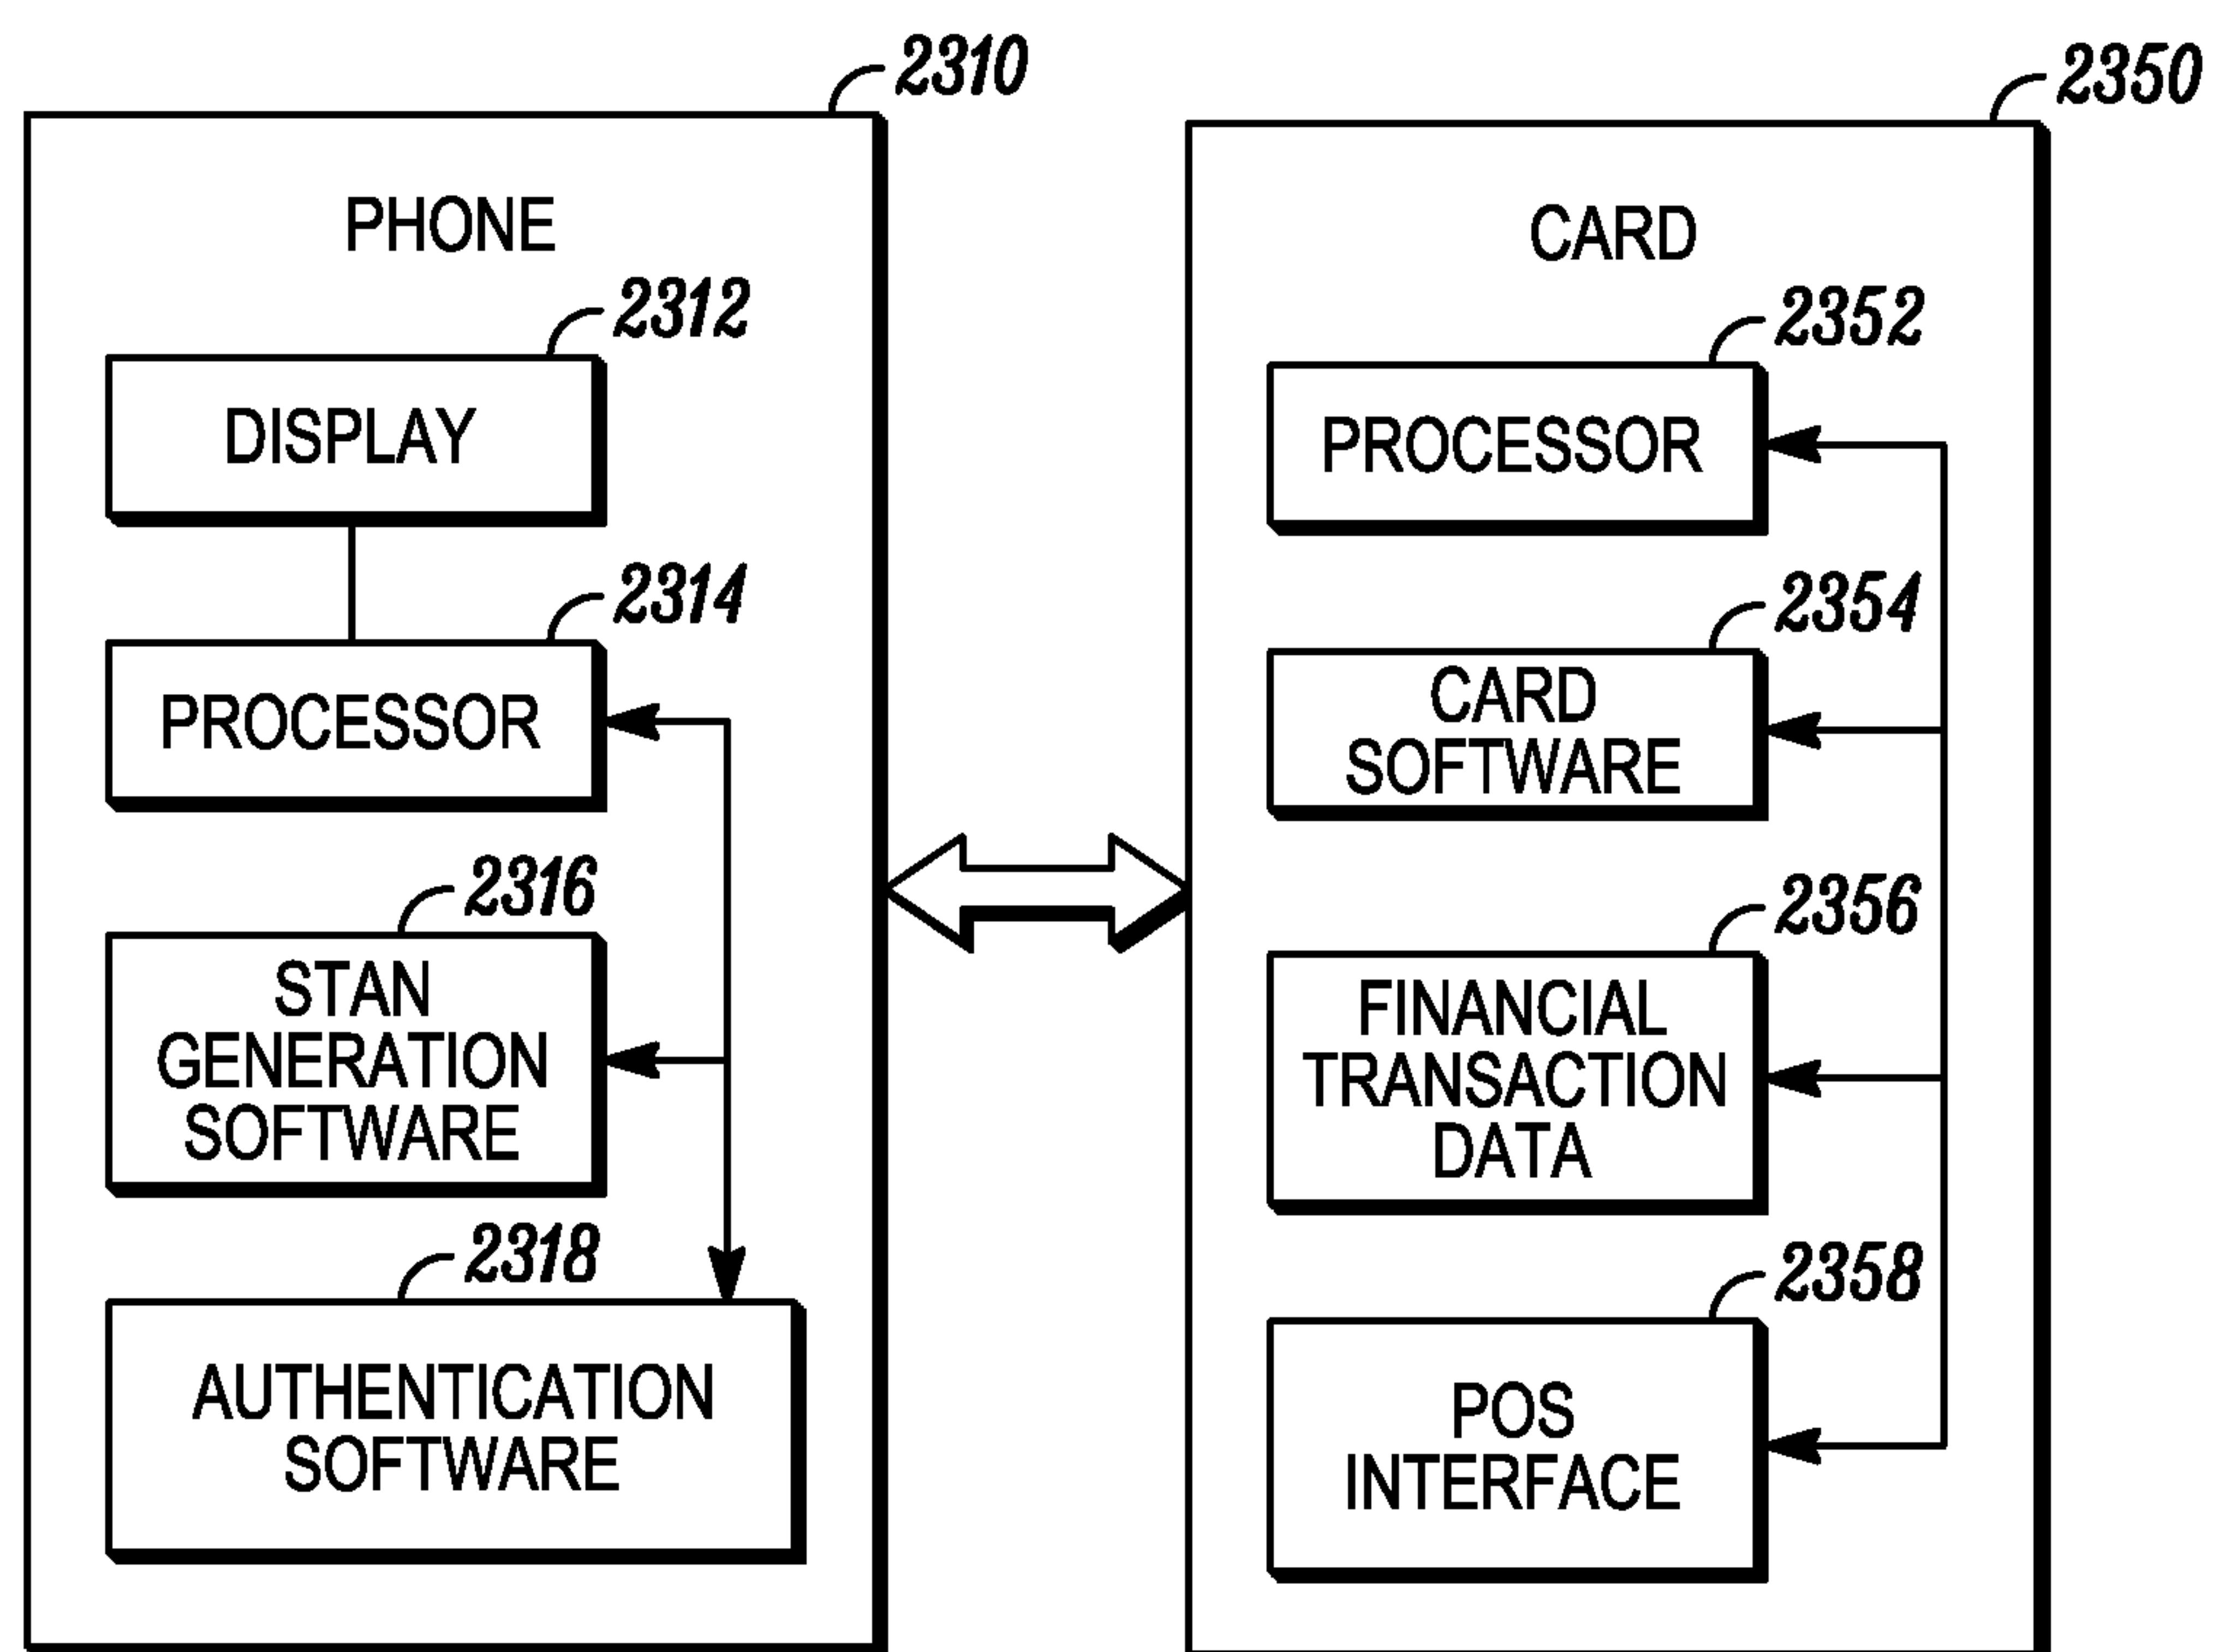 2310
PHONE
2312
DISPLAY
2314
PROCESSOR
2316
STAN
GENERATION
SOFTWARE
2318
AUTHENTICATION
SOFTWARE
2350
CARD
2352
PROCESSOR
2354
CARD
SOFTWARE
2356
FINANCIAL
TRANSACTION
DATA
2358
POS
INTERFACE